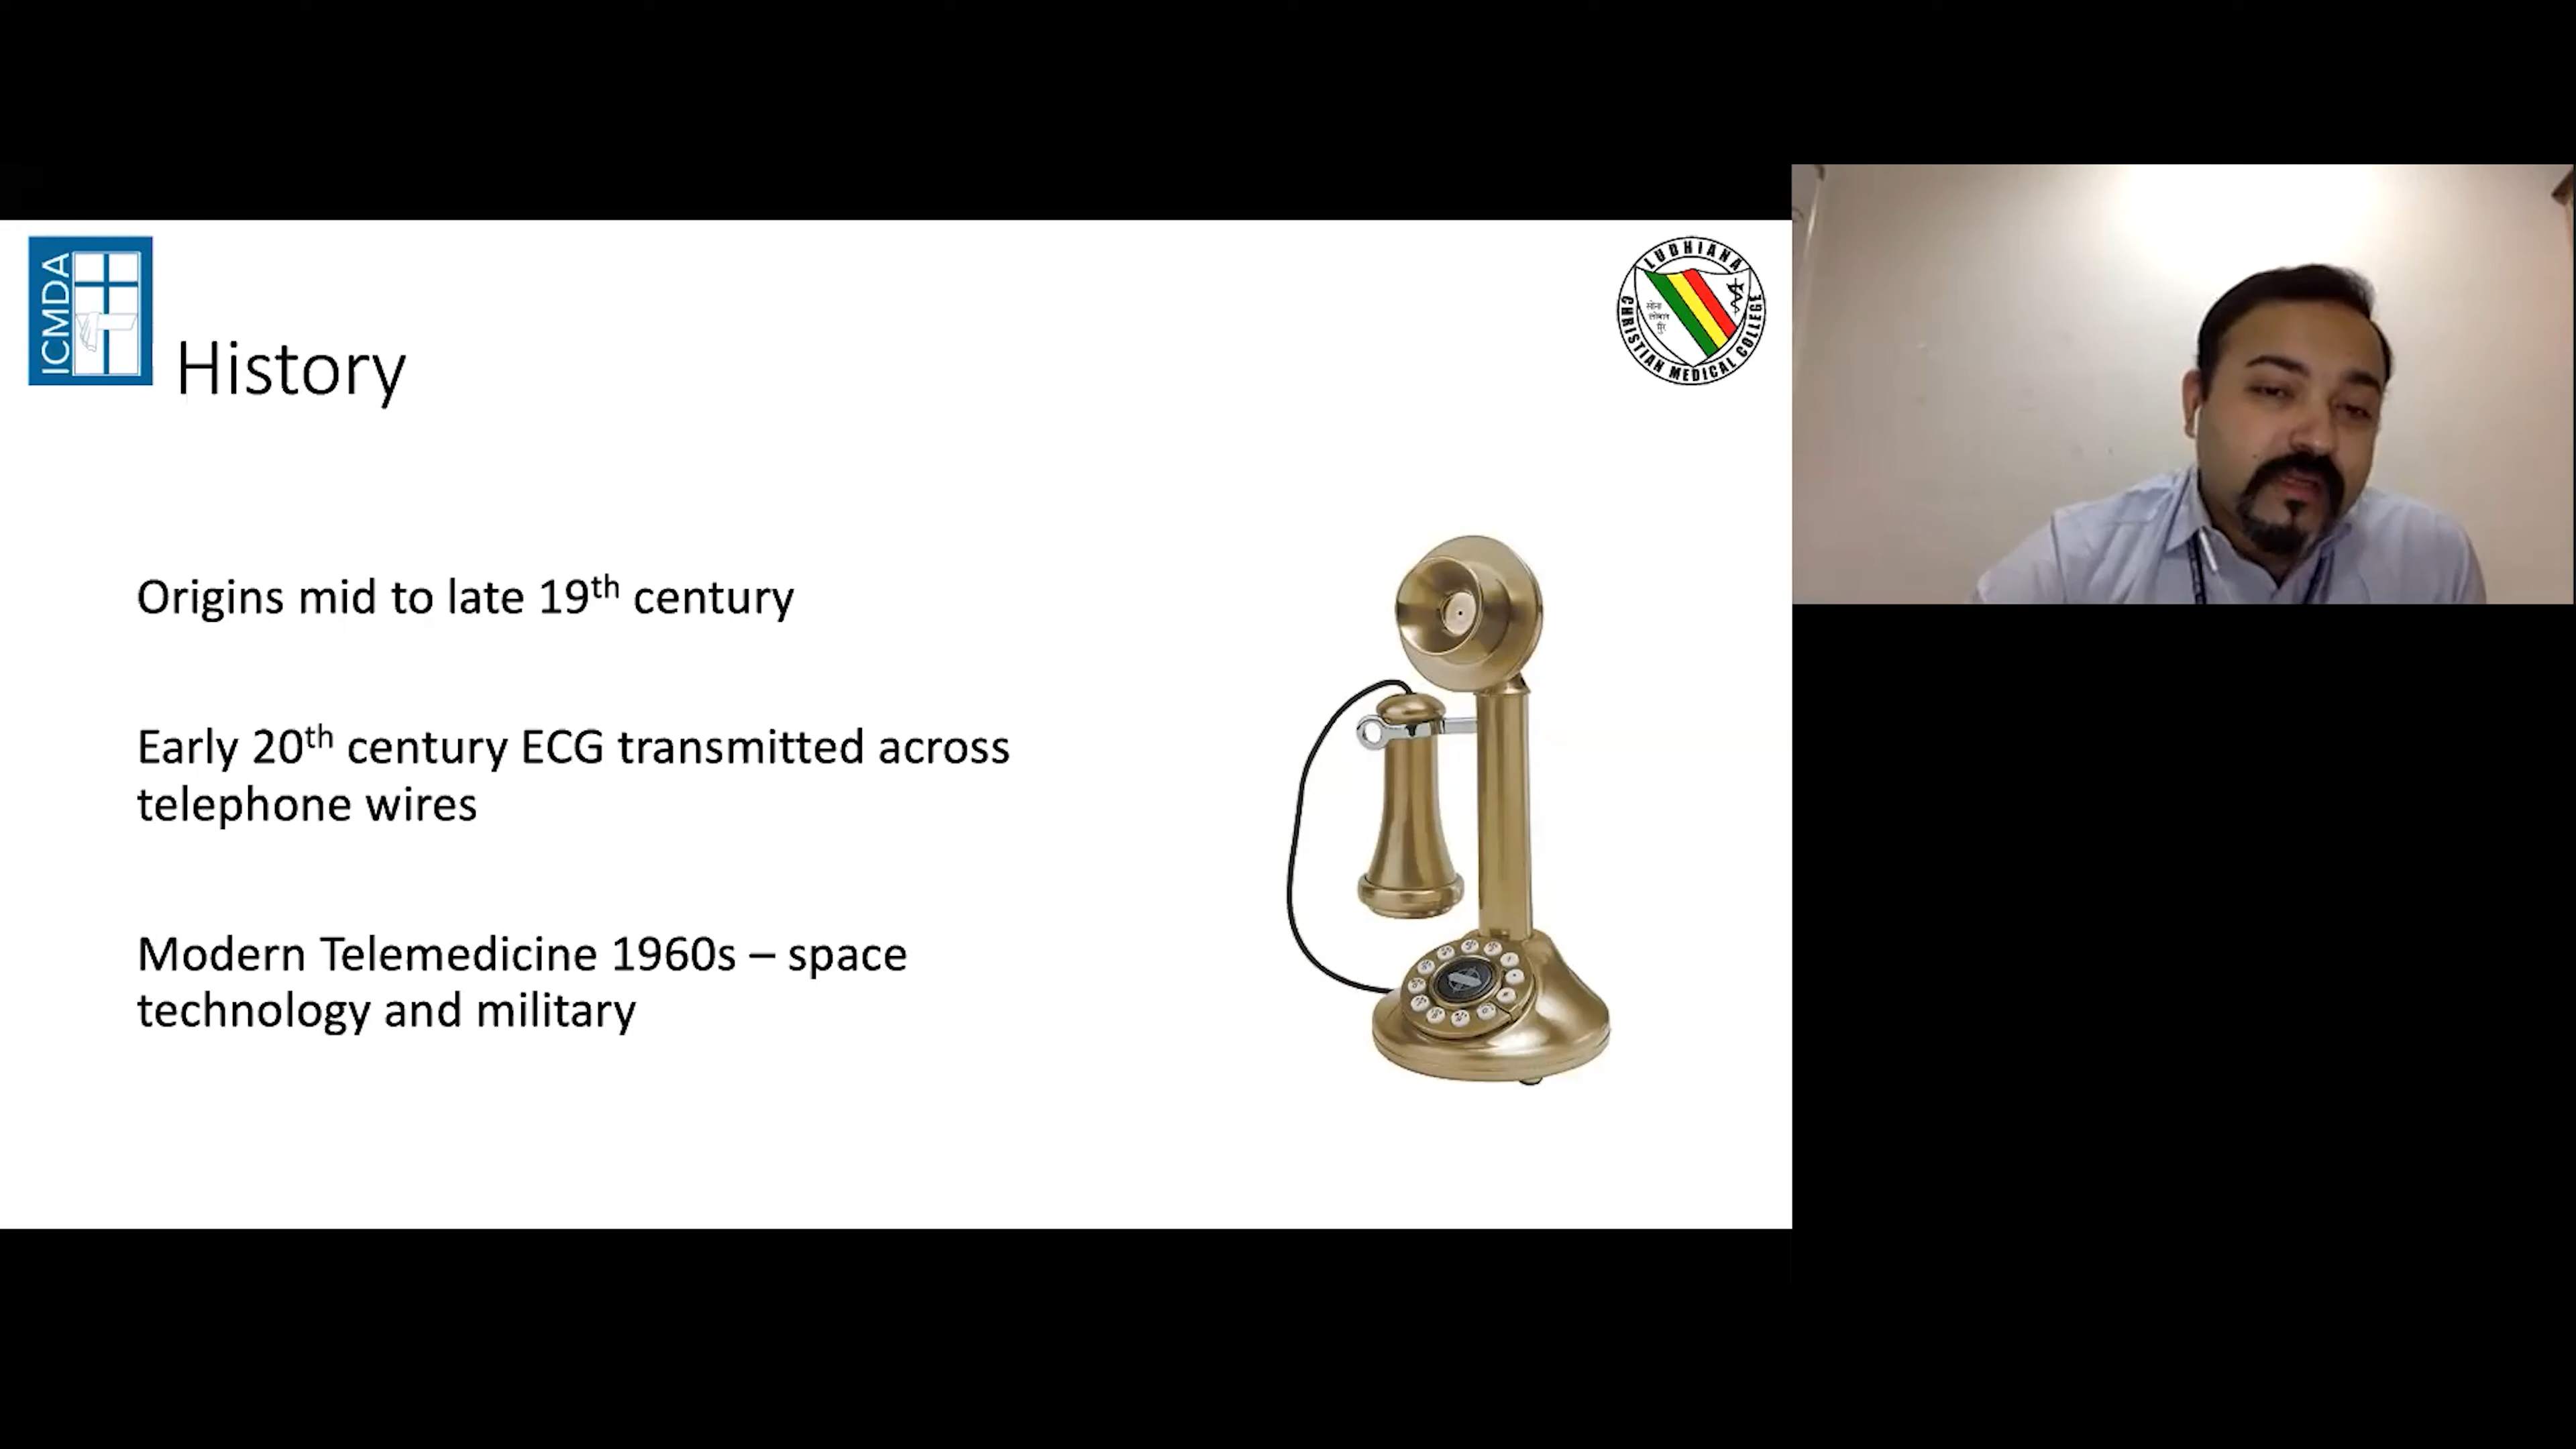 ICMDA
LUDHIANA
CHRISTIAN MEDICAL COLLEGE
History
Origins mid to late 19th century
Early 20th century ECG transmitted across
telephone wires
Modern Telemedicine 1960s – space
technology and military